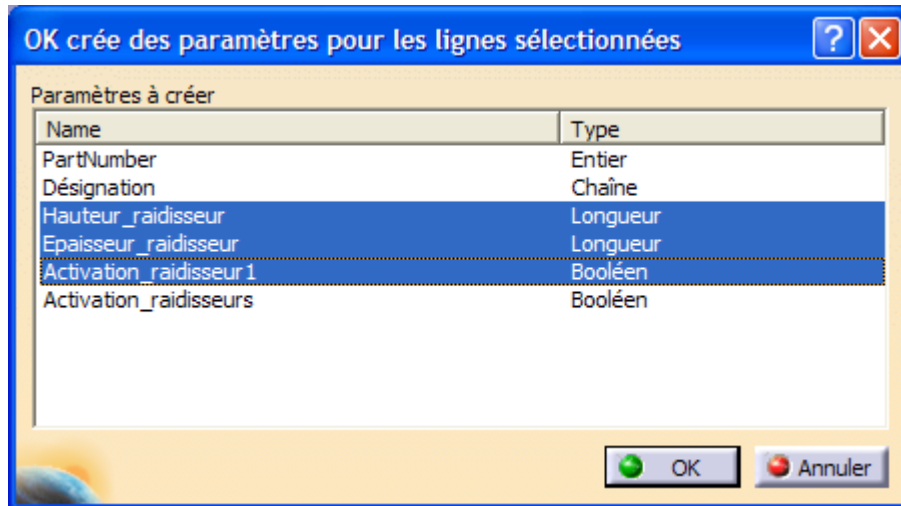 OK crée des paramètres pour les lignes sélectionnées
?
Paramètres à créer
Name Type
PartNumber Entier
Désignation Chaîne
Hauteur_raidisseur Longueur
Epaisseur_raidisseur Longueur
Activation_raidisseur1 Booléen
Activation_raidisseurs Booléen
OK Annuler